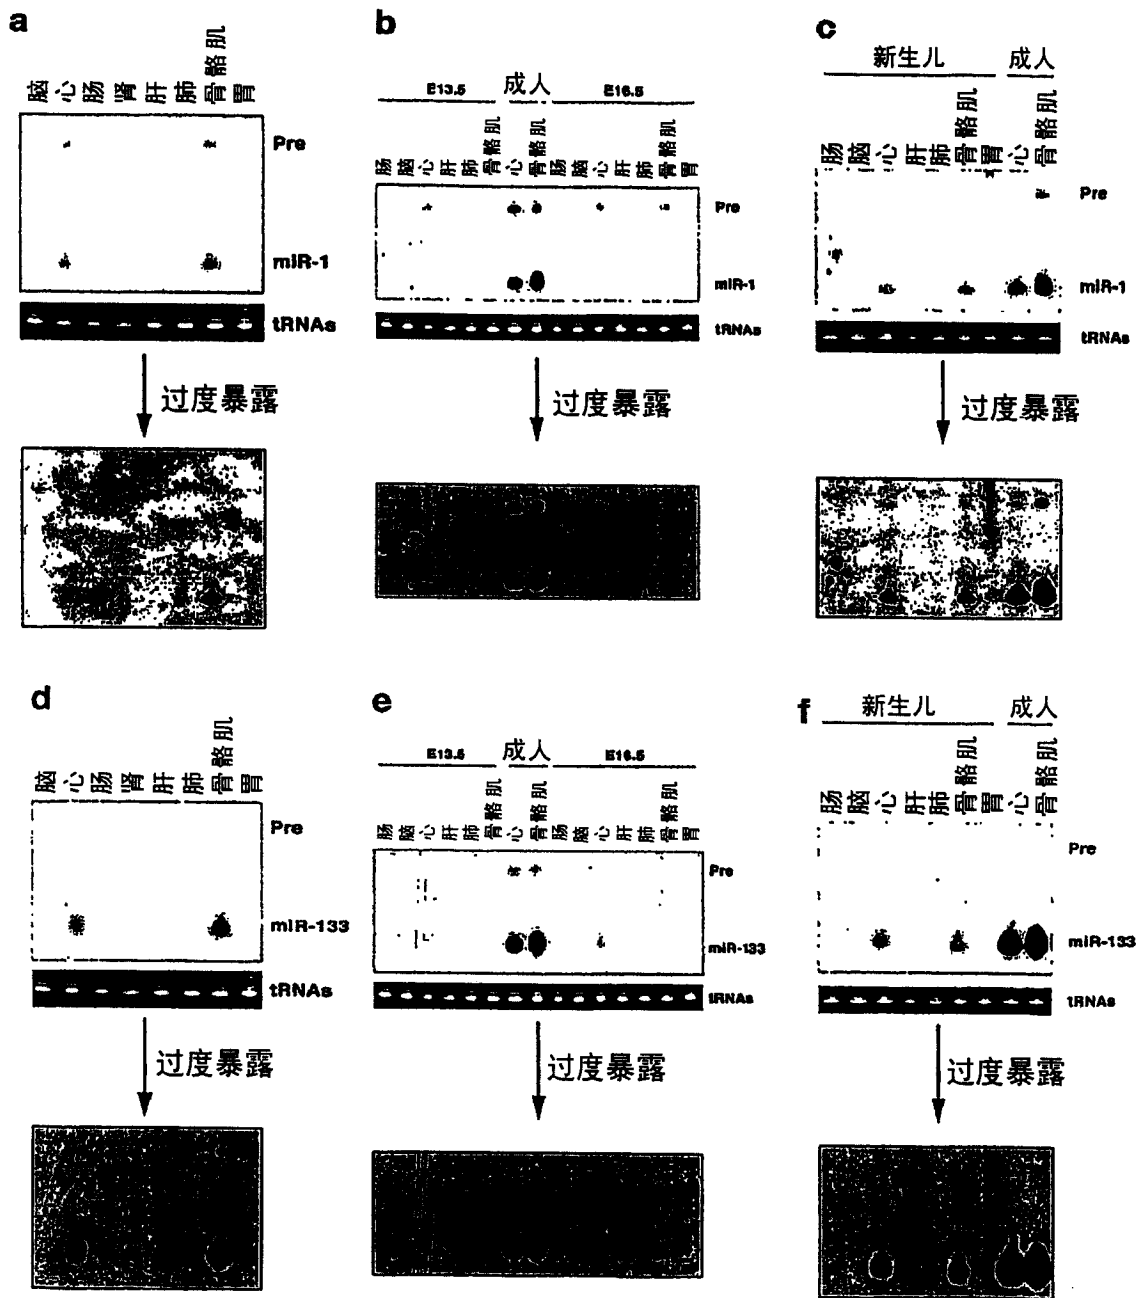 a
脑 心 肠 肾 肝 肺 骨骼肌 胃
Pre
miR-1
tRNAs
过度暴露
b
E13.5 成人 E16.5
肠 脑 心 肝 肺 骨骼肌 心 骨骼肌 肠 脑 心 肝 肺 骨骼肌 胃
Pre
miR-1
tRNAs
过度暴露
c
新生儿 成人
肠 脑 心 肝 肺 骨骼肌 胃 心 骨骼肌
Pre
miR-1
tRNAs
过度暴露
d
脑 心 肠 肾 肝 肺 骨骼肌 胃
Pre
miR-133
tRNAs
过度暴露
e
E13.5 成人 E16.5
肠 脑 心 肝 肺 骨骼肌 心 骨骼肌 肠 脑 心 肝 肺 骨骼肌 胃
Pre
miR-133
tRNAs
过度暴露
f
新生儿 成人
肠 脑 心 肝 肺 骨骼肌 胃 心 骨骼肌
Pre
miR-133
tRNAs
过度暴露